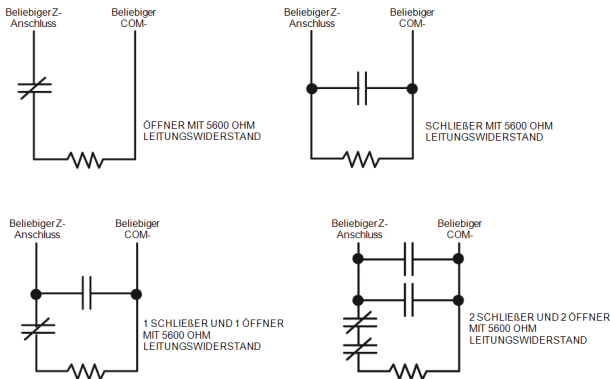 Beliebiger Z-
Anschluss
Beliebiger
COM-
ÖFFNER MIT 5600 OHM
LEITUNGSWIDERSTAND
Beliebiger Z-
Anschluss
Beliebiger
COM-
SCHLIEßER MIT 5600 OHM
LEITUNGSWIDERSTAND
Beliebiger Z-
Anschluss
Beliebiger
COM-
1 SCHLIEßER UND 1 ÖFFNER
MIT 5600 OHM
LEITUNGSWIDERSTAND
Beliebiger Z-
Anschluss
Beliebiger
COM-
2 SCHLIEßER UND 2 ÖFFNER
MIT 5600 OHM
LEITUNGSWIDERSTAND